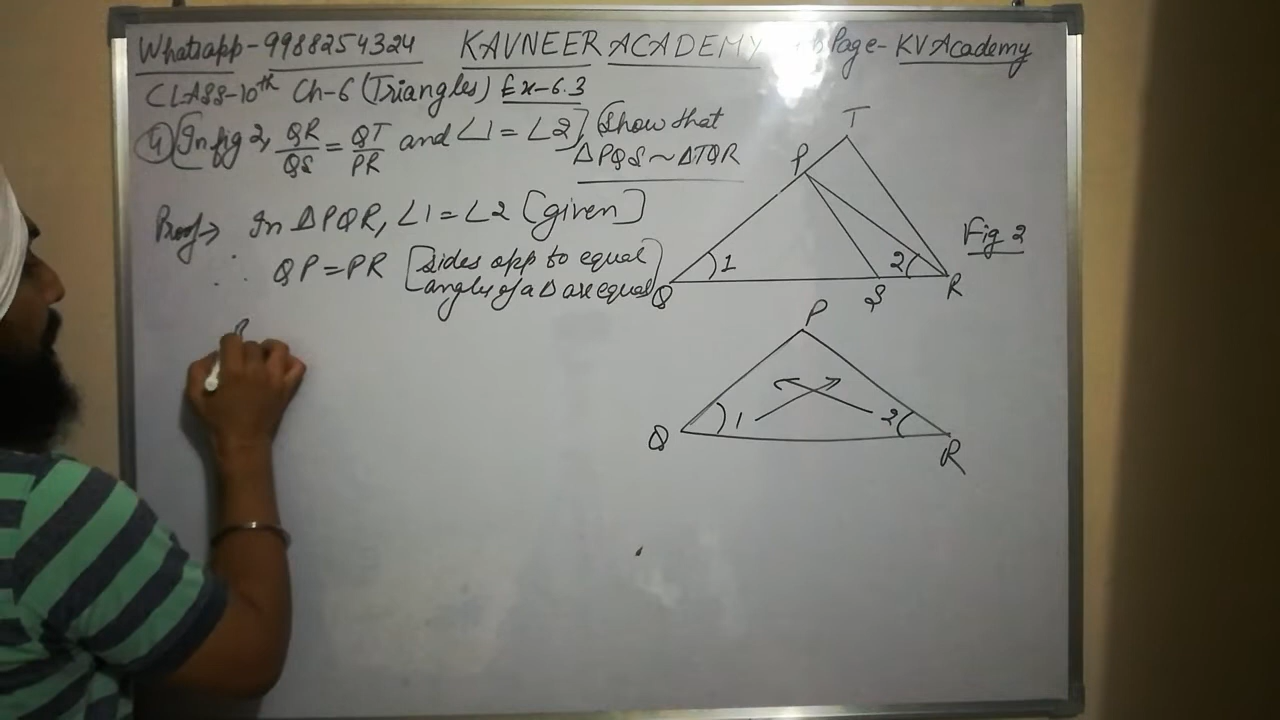 Whatsapp-9988254324 KAVNEER ACADEMY Page- KVAcademy
CLASS-10th Ch-6 (Triangles) Ex-6.3
4) [In fig 2, QR/QS = QT/PR and ∠1 = ∠2] [Show that
ΔPQS ~ ΔTQR
Proof→ In ΔPQR, ∠1 = ∠2 [given]
∴ QP = PR [sides opp to equal
angles of a Δ are equal]
T
P
1
2
Q
S
R
Fig 2
P
1
2
Q
R